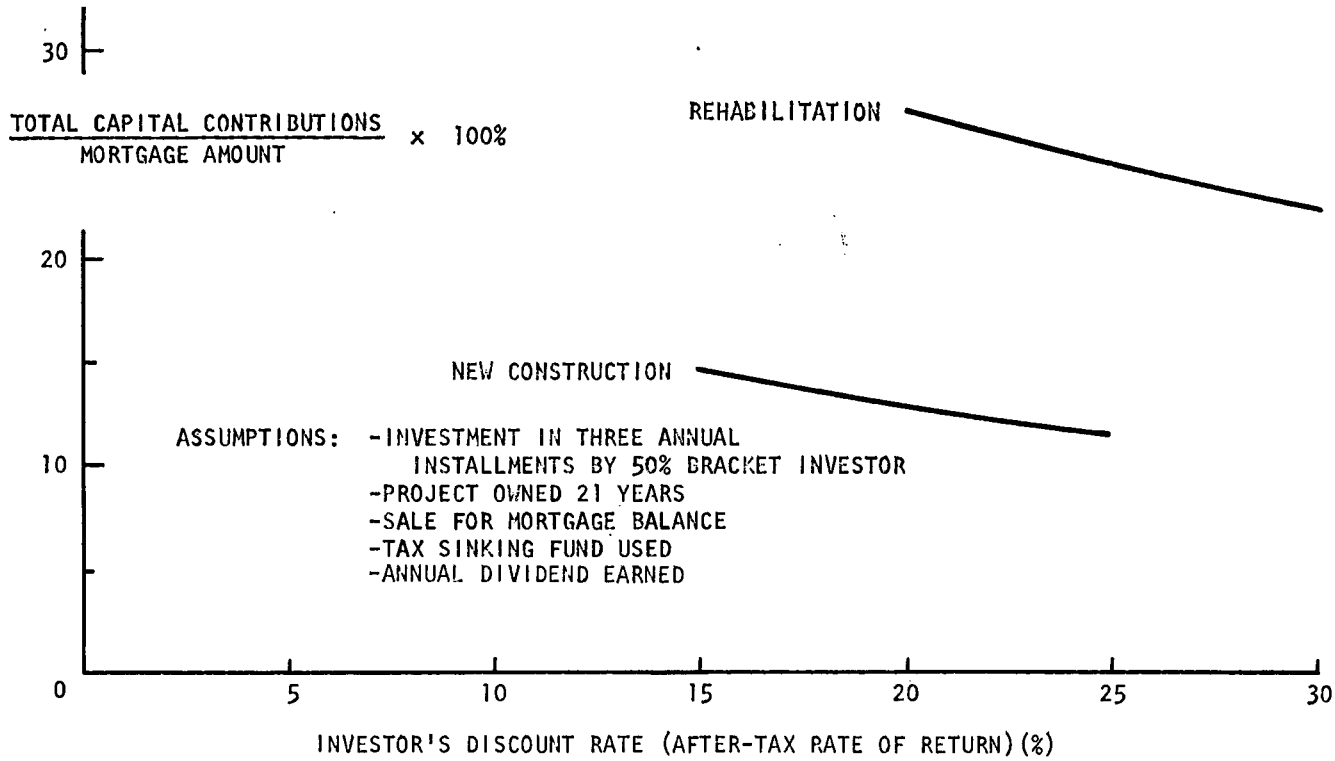 30
TOTAL CAPITAL CONTRIBUTIONS
MORTGAGE AMOUNT
× 100%
REHABILITATION
20
NEW CONSTRUCTION
ASSUMPTIONS: -INVESTMENT IN THREE ANNUAL
INSTALLMENTS BY 50% BRACKET INVESTOR
-PROJECT OWNED 21 YEARS
-SALE FOR MORTGAGE BALANCE
-TAX SINKING FUND USED
-ANNUAL DIVIDEND EARNED
10
0 5 10 15 20 25 30
INVESTOR'S DISCOUNT RATE (AFTER-TAX RATE OF RETURN)(%)